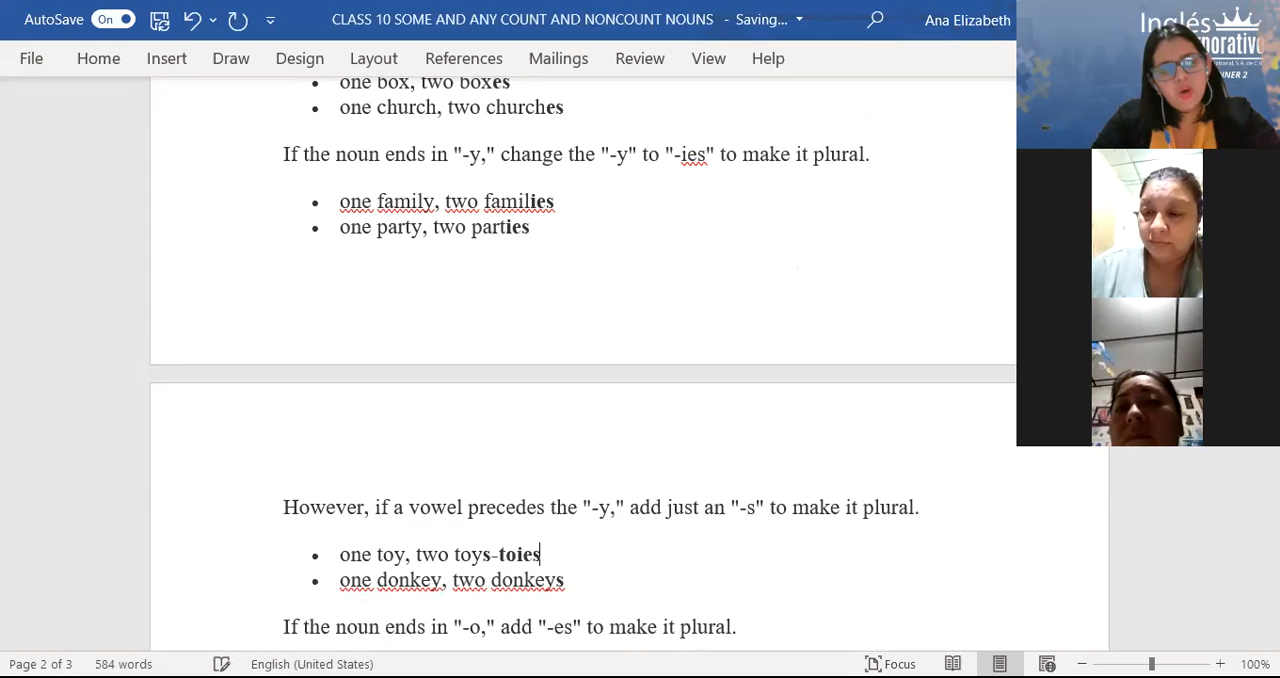 AutoSave On CLASS 10 SOME AND ANY COUNT AND NONCOUNT NOUNS - Saving... Ana Elizabeth
File Home Insert Draw Design Layout References Mailings Review View Help
Inglés
orporativo
NNER 2
• one box, two boxes
• one church, two churches
If the noun ends in "-y," change the "-y" to "-ies" to make it plural.
• one family, two families
• one party, two parties
However, if a vowel precedes the "-y," add just an "-s" to make it plural.
• one toy, two toys-toies
• one donkey, two donkeys
If the noun ends in "-o," add "-es" to make it plural.
Page 2 of 3 584 words English (United States) Focus 100%